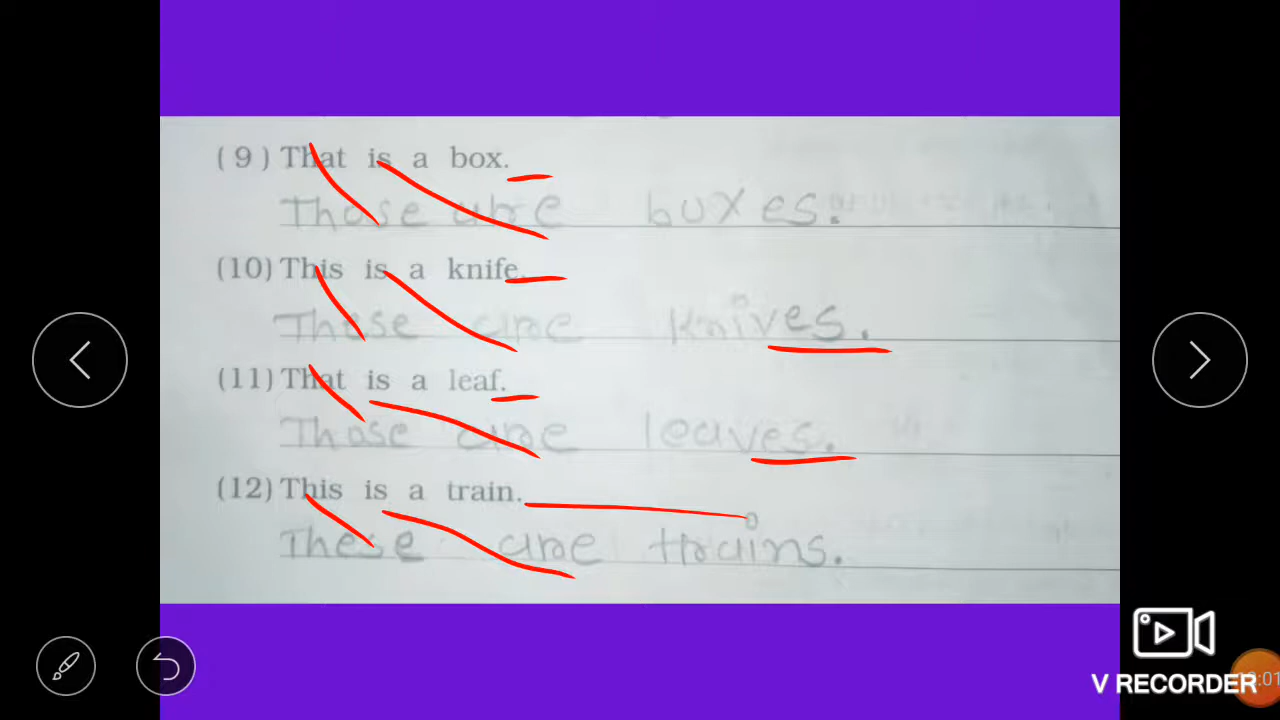 (9) That is a box.
Those are boxes.
(10) This is a knife.
These are knives.
(11) That is a leaf.
Those are leaves.
(12) This is a train.
These are trains.
V RECORDER